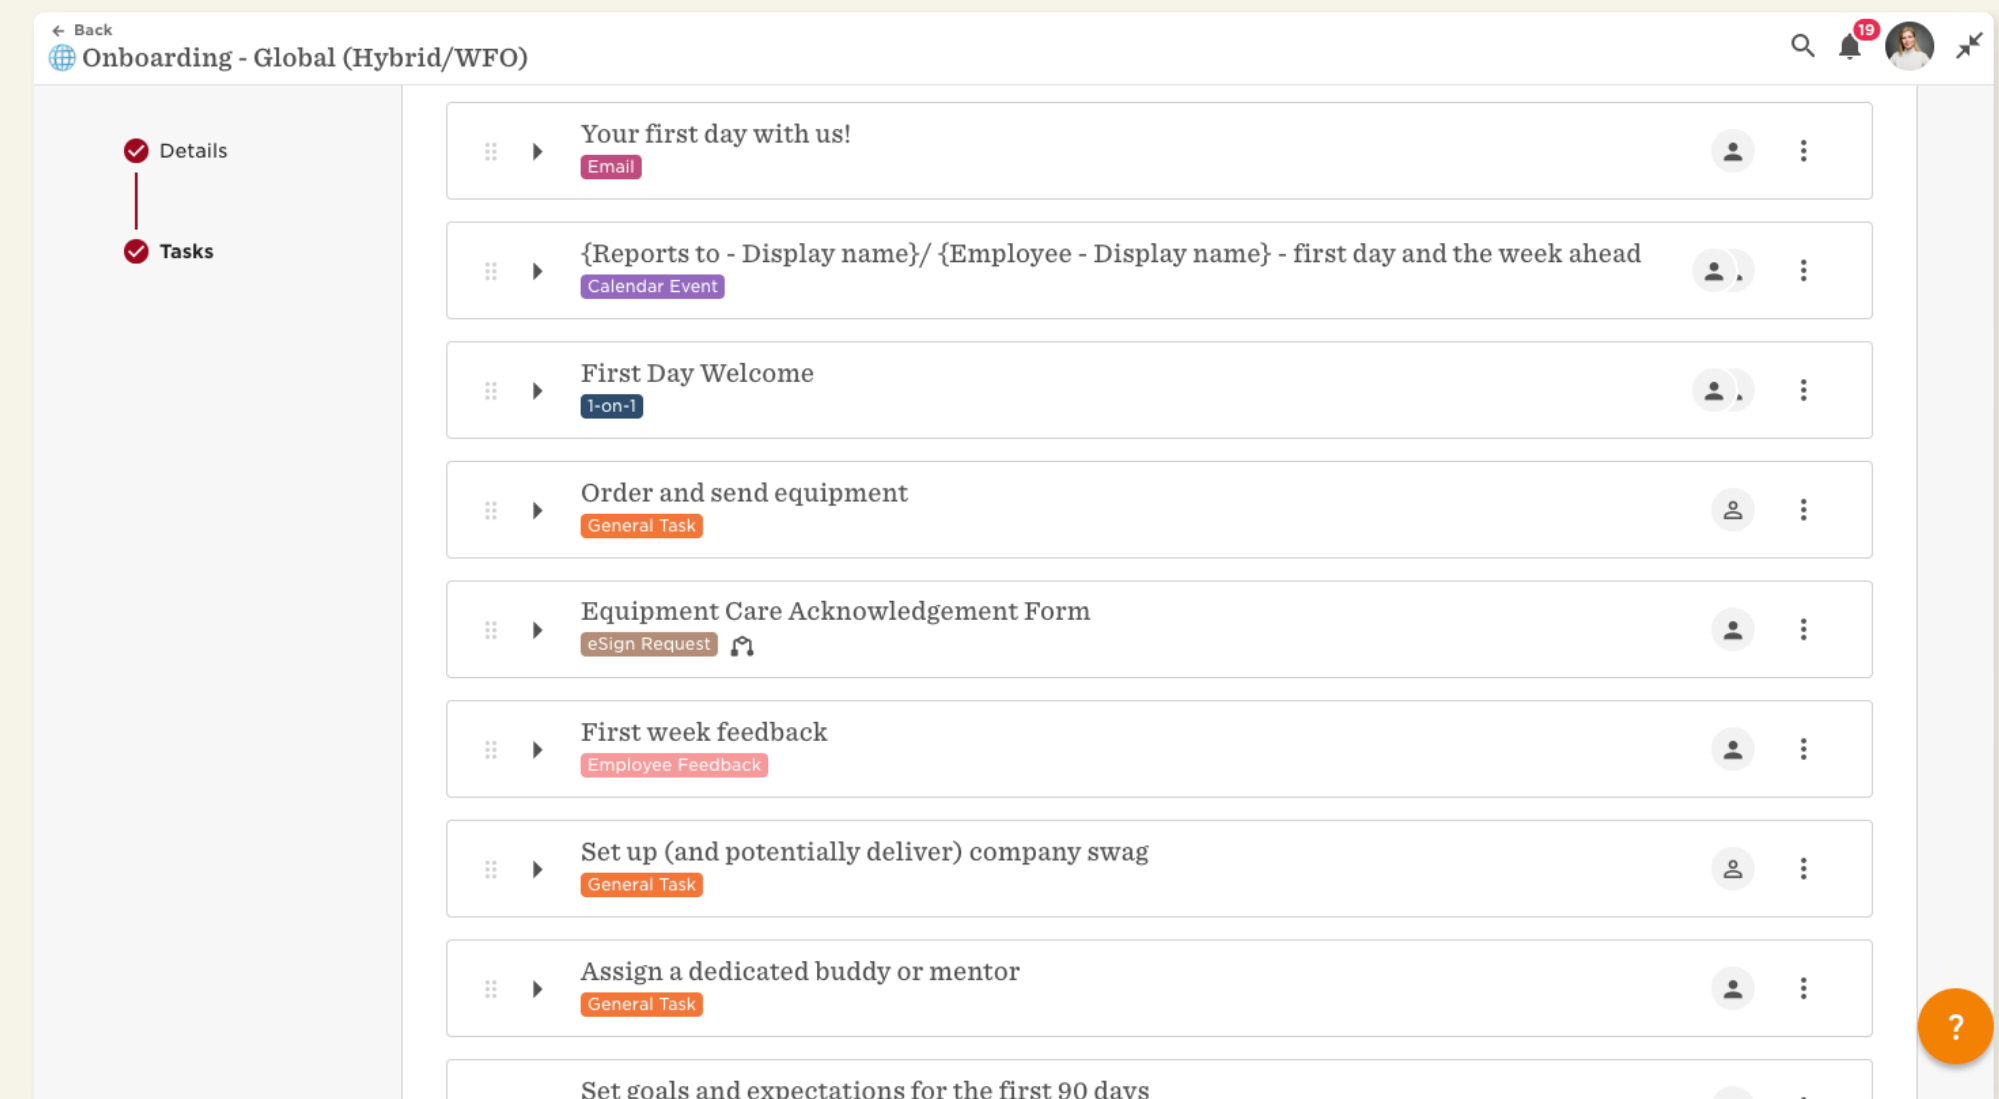 Back
Onboarding - Global (Hybrid/WFO)
19
Details
Tasks
Your first day with us!
Email
{Reports to - Display name}/ {Employee - Display name} - first day and the week ahead
Calendar Event
First Day Welcome
1-on-1
Order and send equipment
General Task
Equipment Care Acknowledgement Form
eSign Request
First week feedback
Employee Feedback
Set up (and potentially deliver) company swag
General Task
Assign a dedicated buddy or mentor
General Task
Set goals and expectations for the first 90 days
?